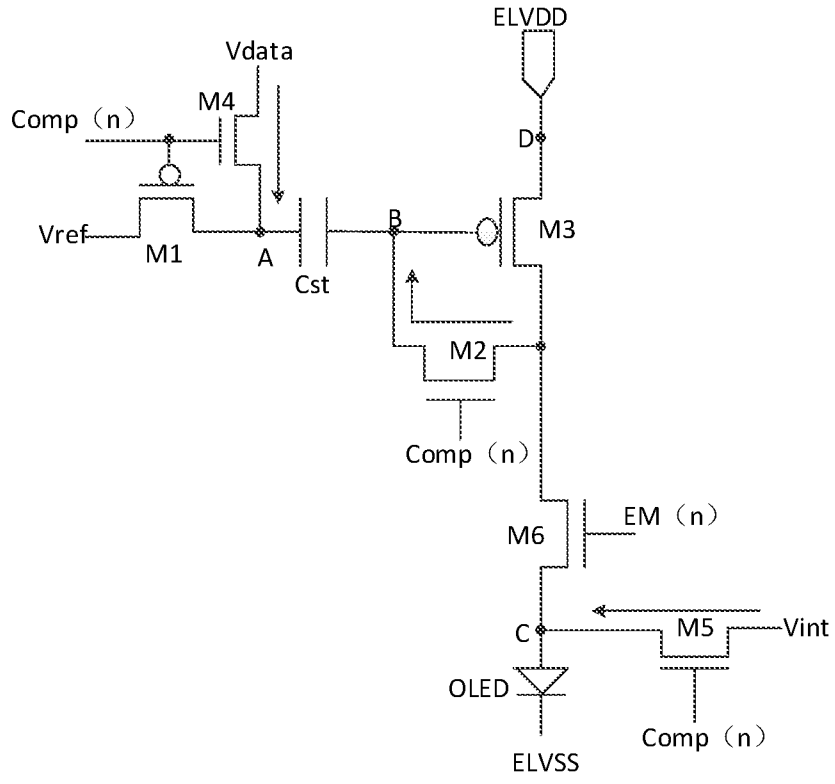 ELVDD
Vdata
M4
Comp（n）
D
B
M3
Vref
M1
A
Cst
M2
Comp（n）
EM（n）
M6
C
M5
Vint
OLED
Comp（n）
ELVSS